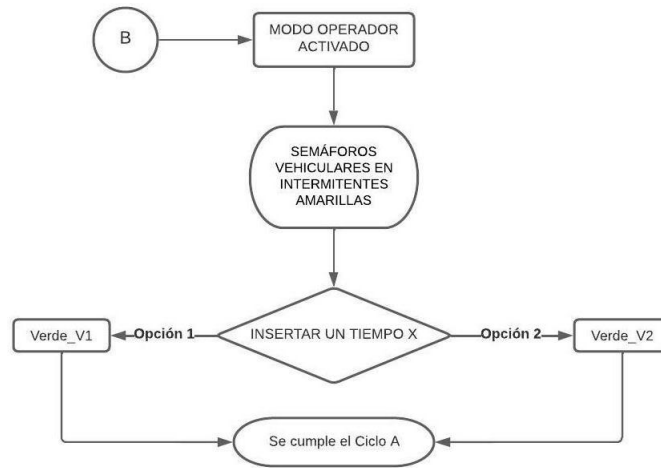 B
MODO OPERADOR
ACTIVADO
SEMÁFOROS
VEHICULARES EN
INTERMITENTES
AMARILLAS
Verde_V1
Opción 1
INSERTAR UN TIEMPO X
Opción 2
Verde_V2
Se cumple el Ciclo A